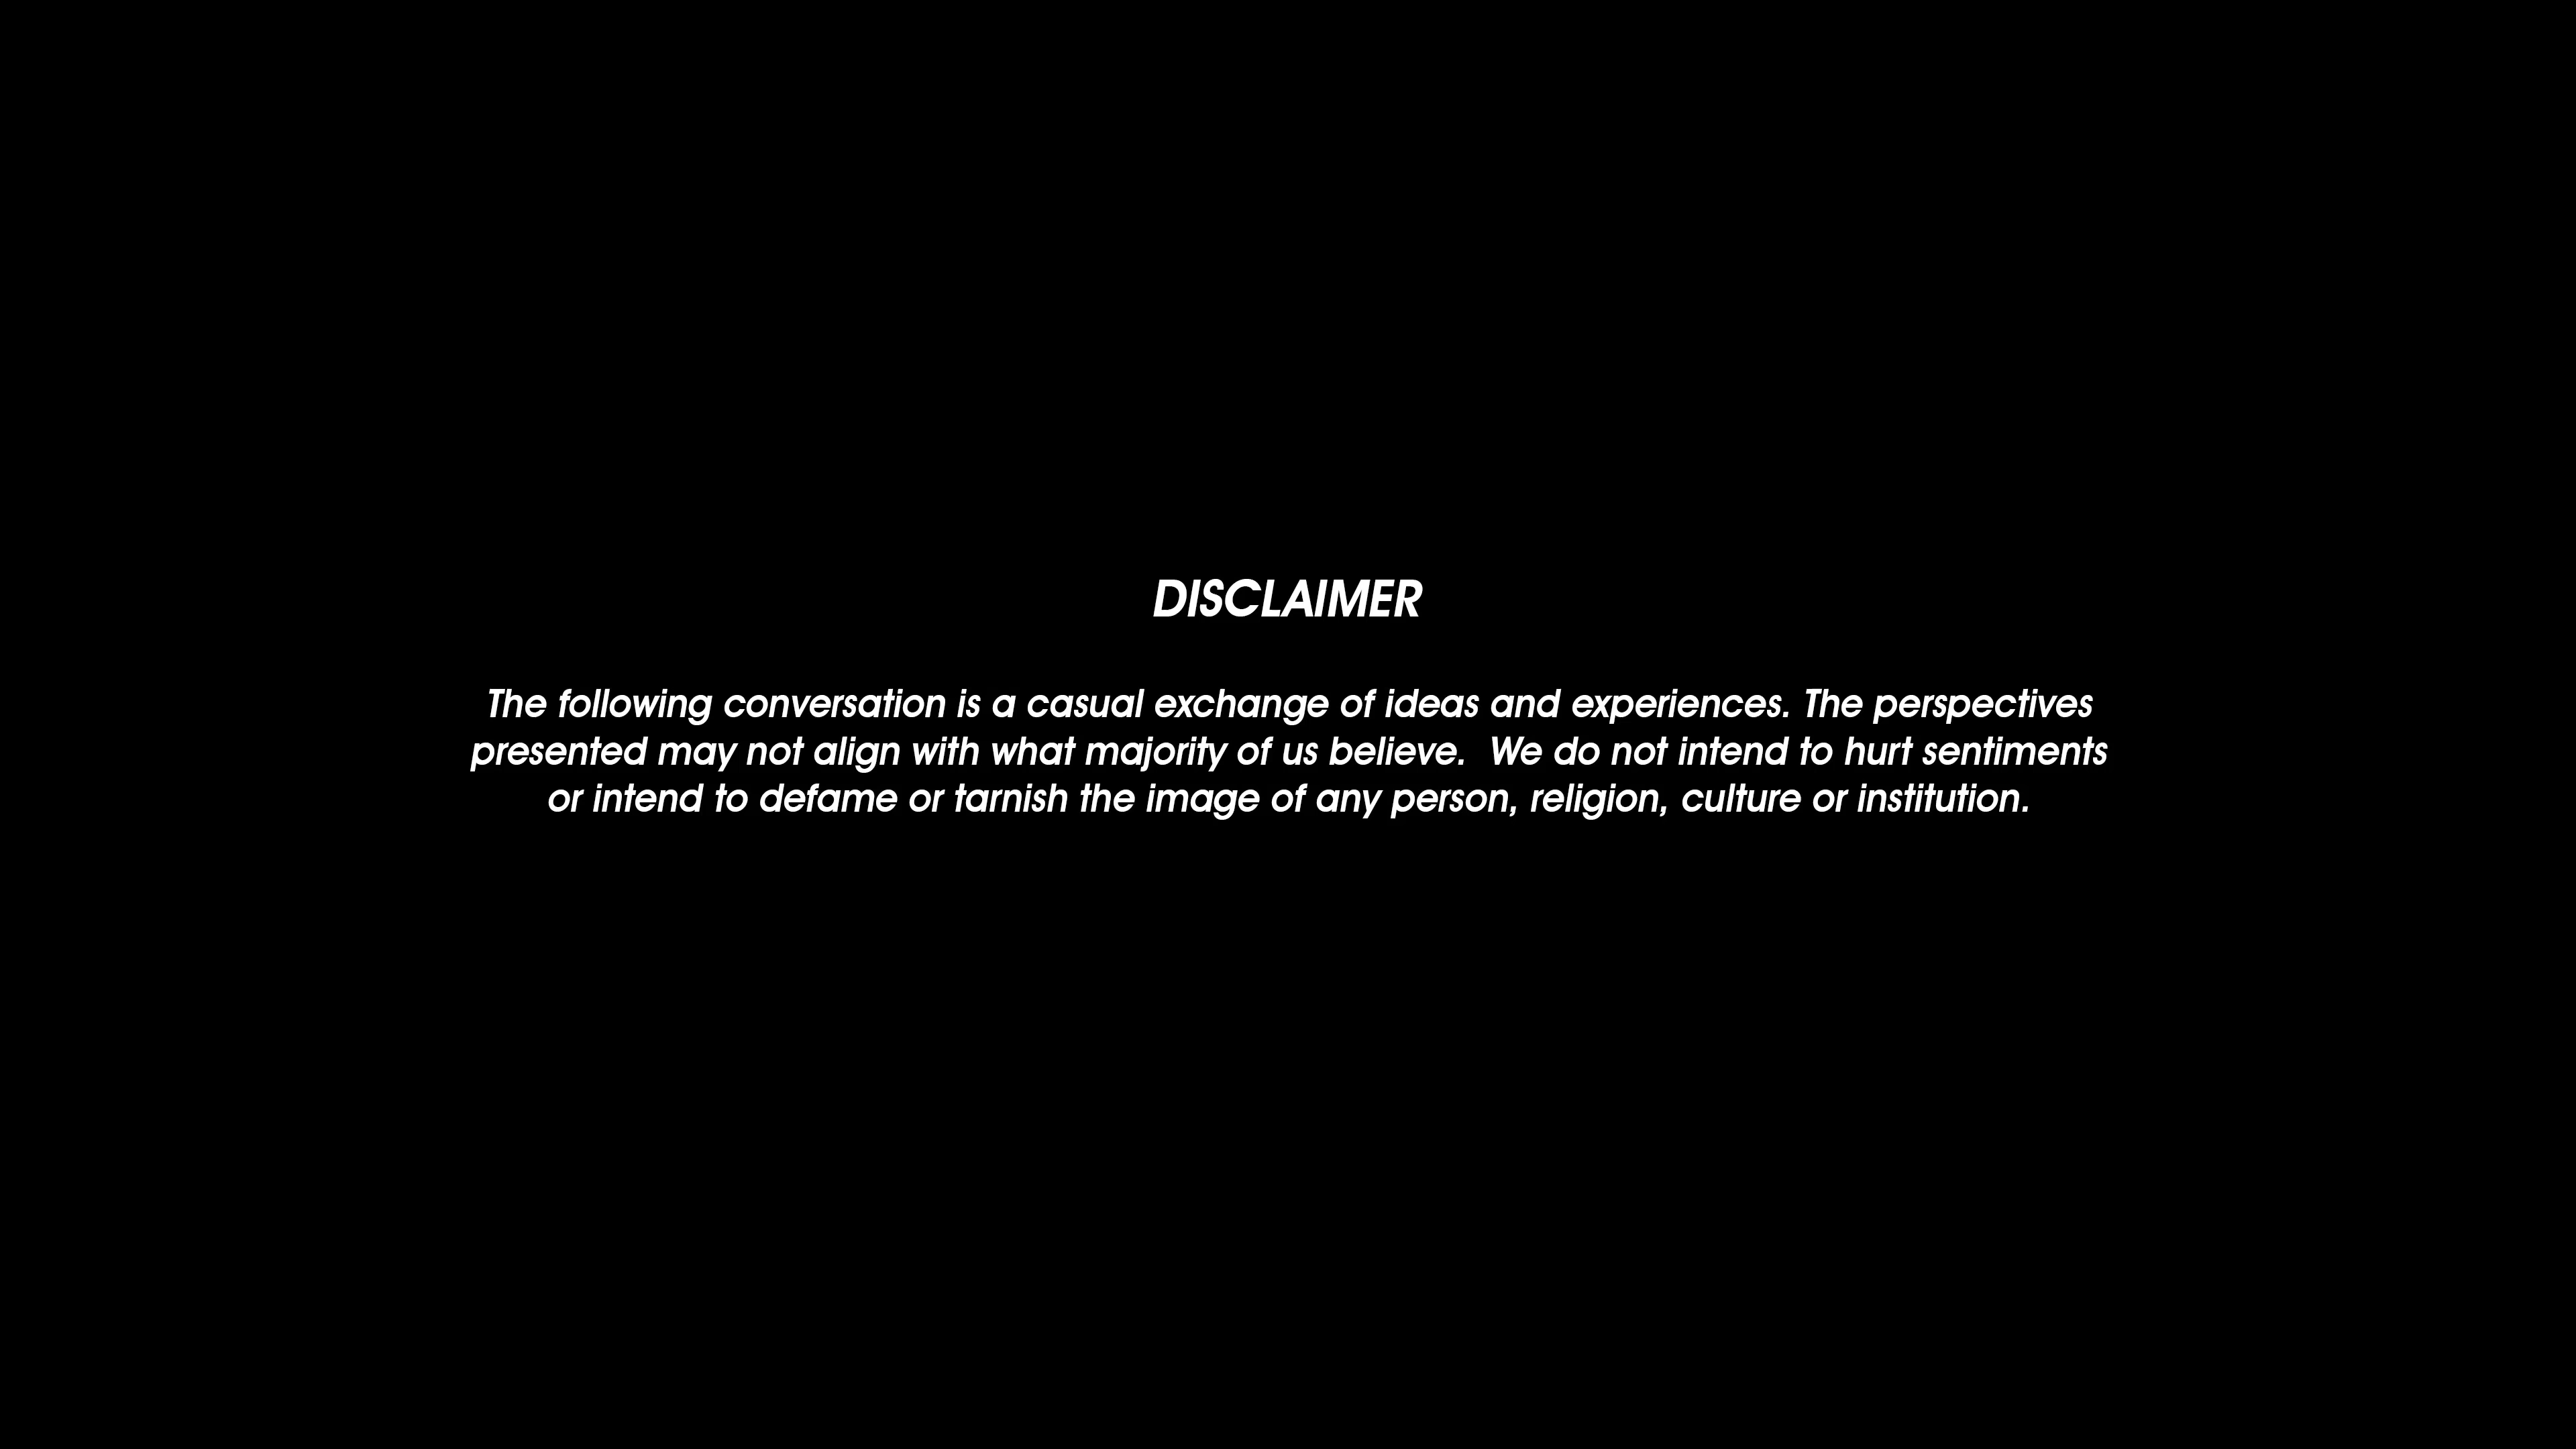 DISCLAIMER
The following conversation is a casual exchange of ideas and experiences. The perspectives
presented may not align with what majority of us believe.  We do not intend to hurt sentiments
or intend to defame or tarnish the image of any person, religion, culture or institution.